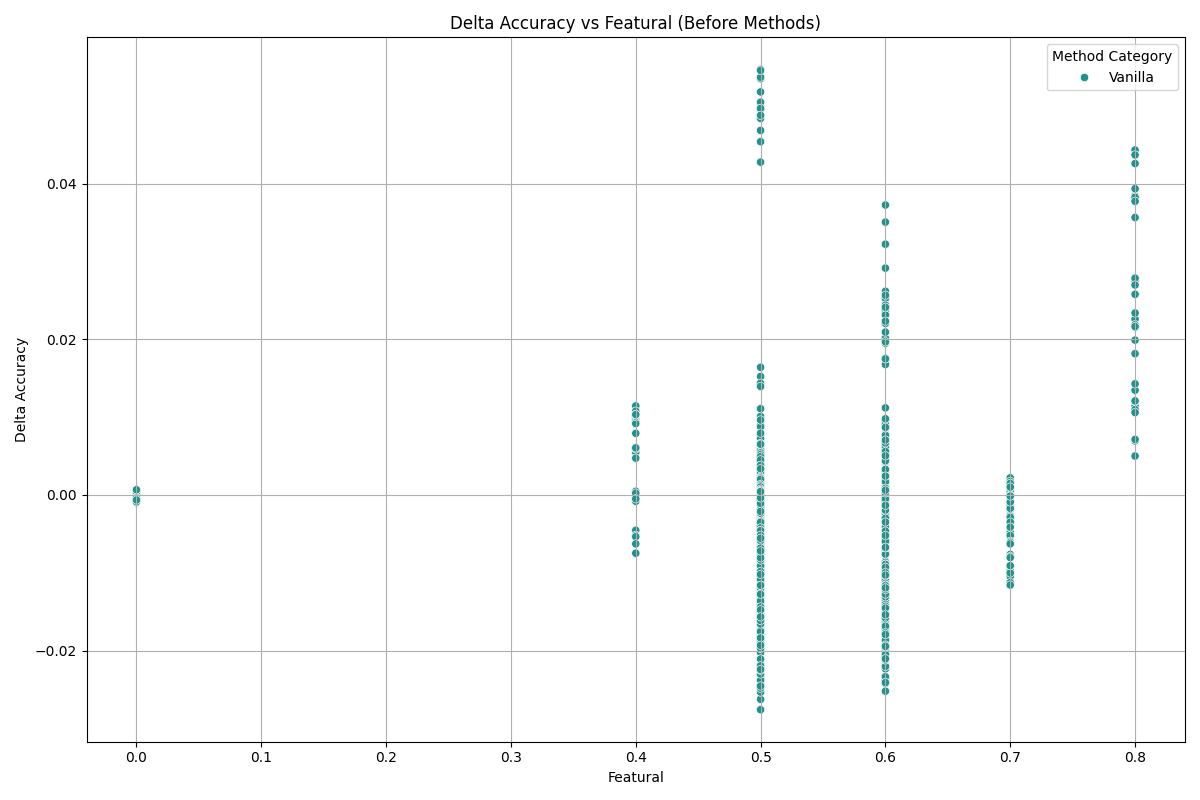 Delta Accuracy vs Featural (Before Methods)
Method Category
Vanilla
Delta Accuracy
0.04
0.02
0.00
−0.02
0.0 0.1 0.2 0.3 0.4 0.5 0.6 0.7 0.8
Featural